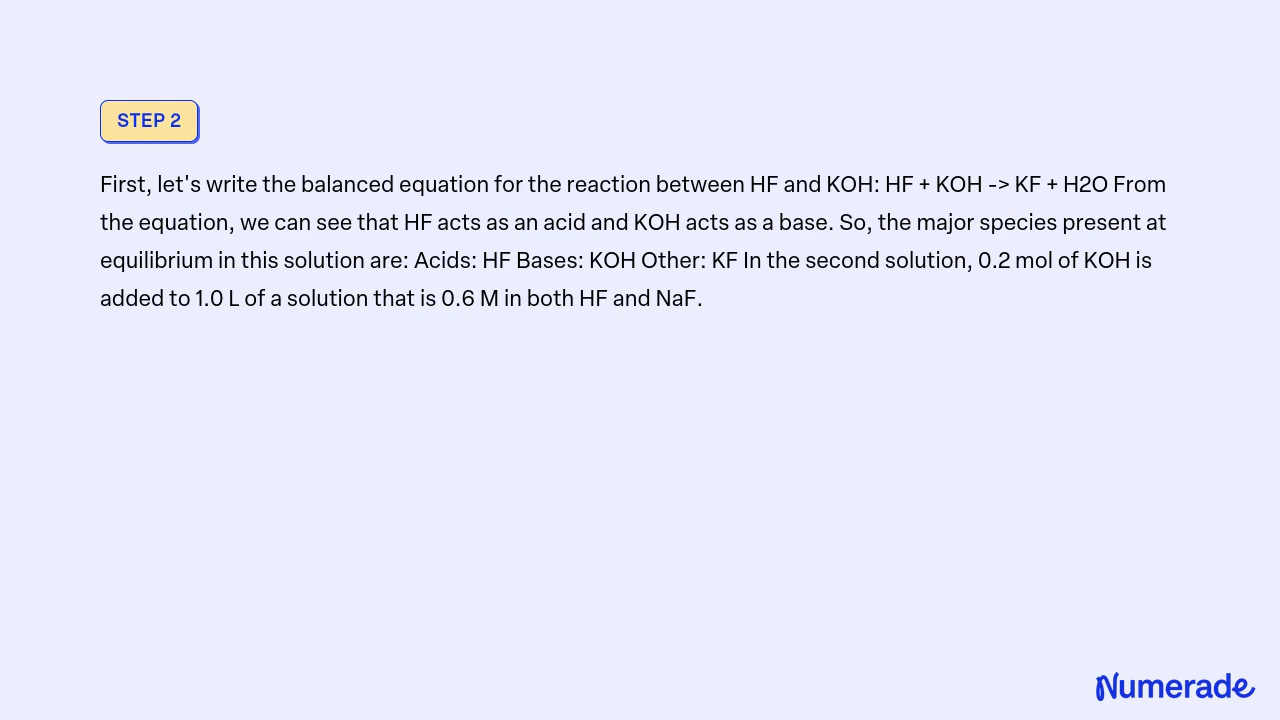 STEP 2
First, let's write the balanced equation for the reaction between HF and KOH: HF + KOH -> KF + H2O From
the equation, we can see that HF acts as an acid and KOH acts as a base. So, the major species present at
equilibrium in this solution are: Acids: HF Bases: KOH Other: KF In the second solution, 0.2 mol of KOH is
added to 1.0 L of a solution that is 0.6 M in both HF and NaF.
Numerade